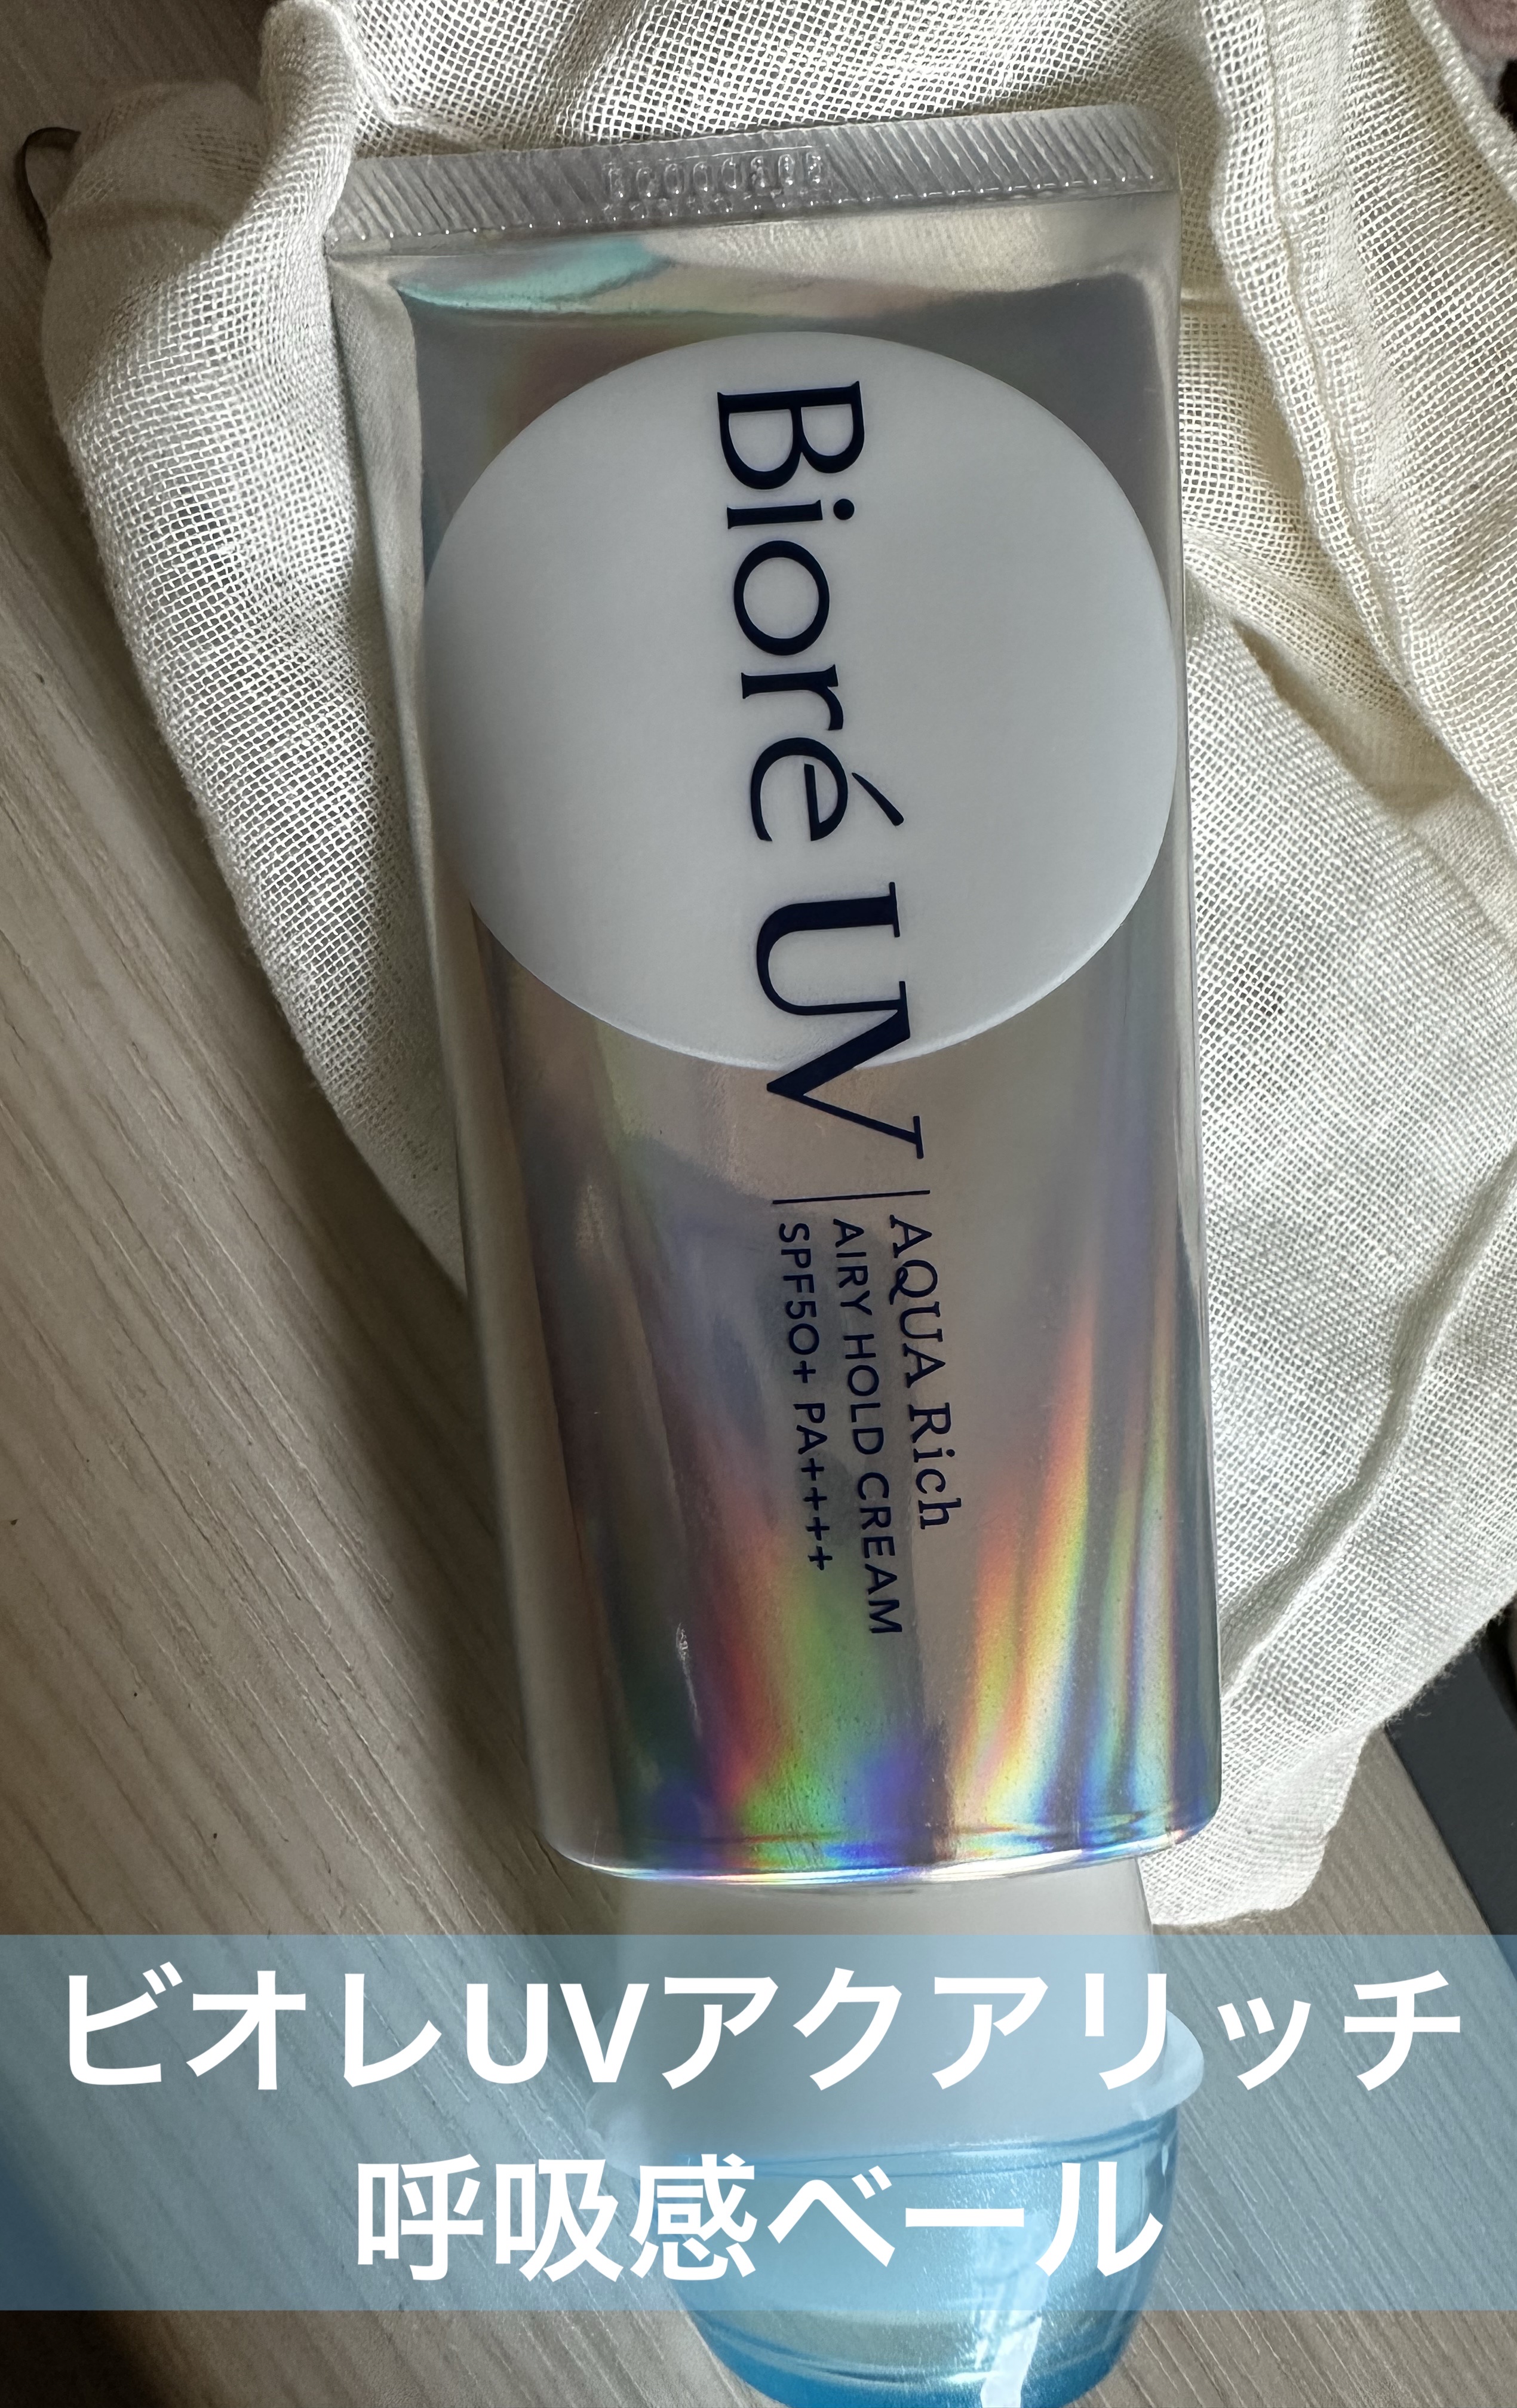 Bioré UV
AQUA Rich
AIRY HOLD CREAM
SPF50+ PA++++
ビオレUVアクアリッチ
呼吸感ベール